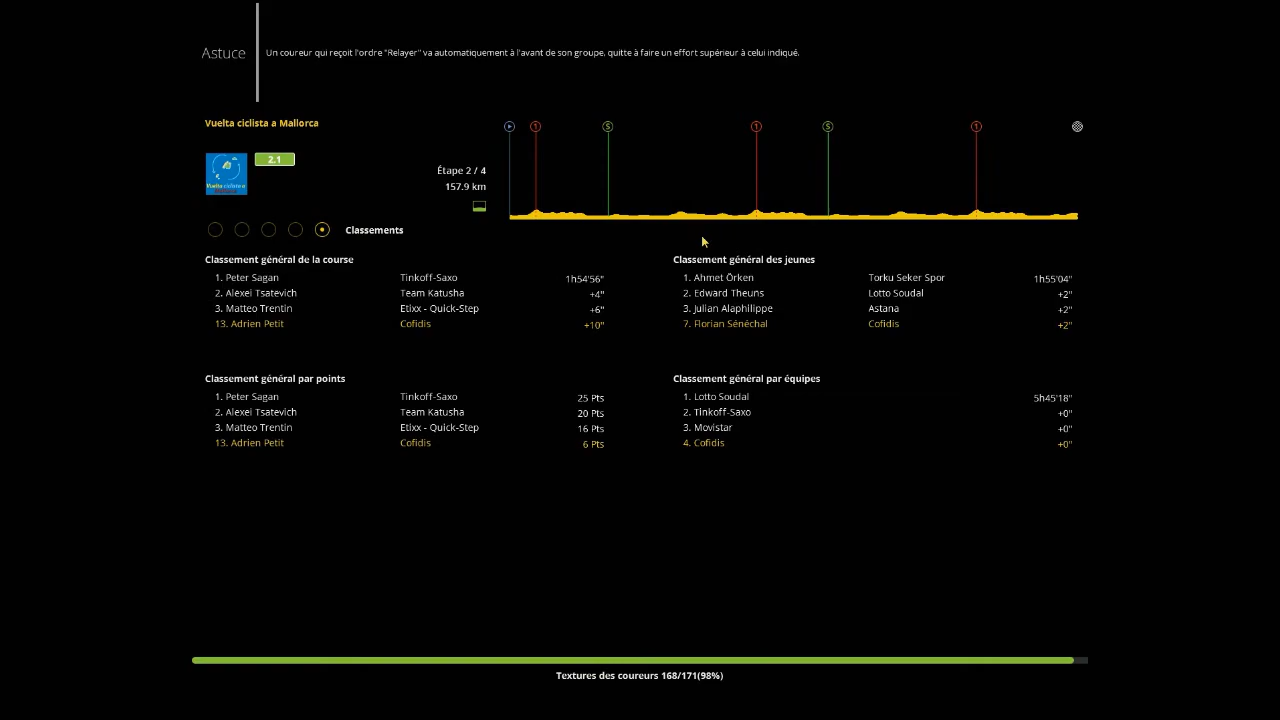 Astuce
Un coureur qui reçoit l'ordre "Relayer" va automatiquement à l'avant de son groupe, quitte à faire un effort supérieur à celui indiqué.
Vuelta ciclista a Mallorca
1 S 1 S 1
2.1
Étape 2 / 4
157.9 km
Classements
Classement général de la course
1. Peter Sagan Tinkoff-Saxo 1h54'56"
2. Alexei Tsatevich Team Katusha +4"
3. Matteo Trentin Etixx - Quick-Step +6"
13. Adrien Petit Cofidis +10"
Classement général des jeunes
1. Ahmet Örken Torku Seker Spor 1h55'04"
2. Edward Theuns Lotto Soudal +2"
3. Julian Alaphilippe Astana +2"
7. Florian Sénéchal Cofidis +2"
Classement général par points
1. Peter Sagan Tinkoff-Saxo 25 Pts
2. Alexei Tsatevich Team Katusha 20 Pts
3. Matteo Trentin Etixx - Quick-Step 16 Pts
13. Adrien Petit Cofidis 6 Pts
Classement général par équipes
1. Lotto Soudal 5h45'18"
2. Tinkoff-Saxo +0"
3. Movistar +0"
4. Cofidis +0"
Textures des coureurs 168/171(98%)